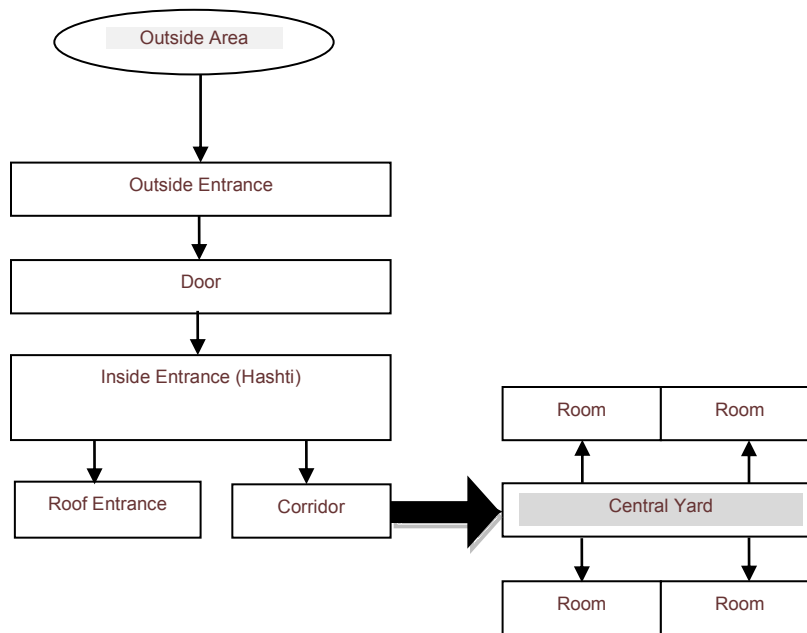 Outside Area
Outside Entrance
Door
Inside Entrance (Hashti)
Room Room
Roof Entrance
Corridor
Central Yard
Room Room